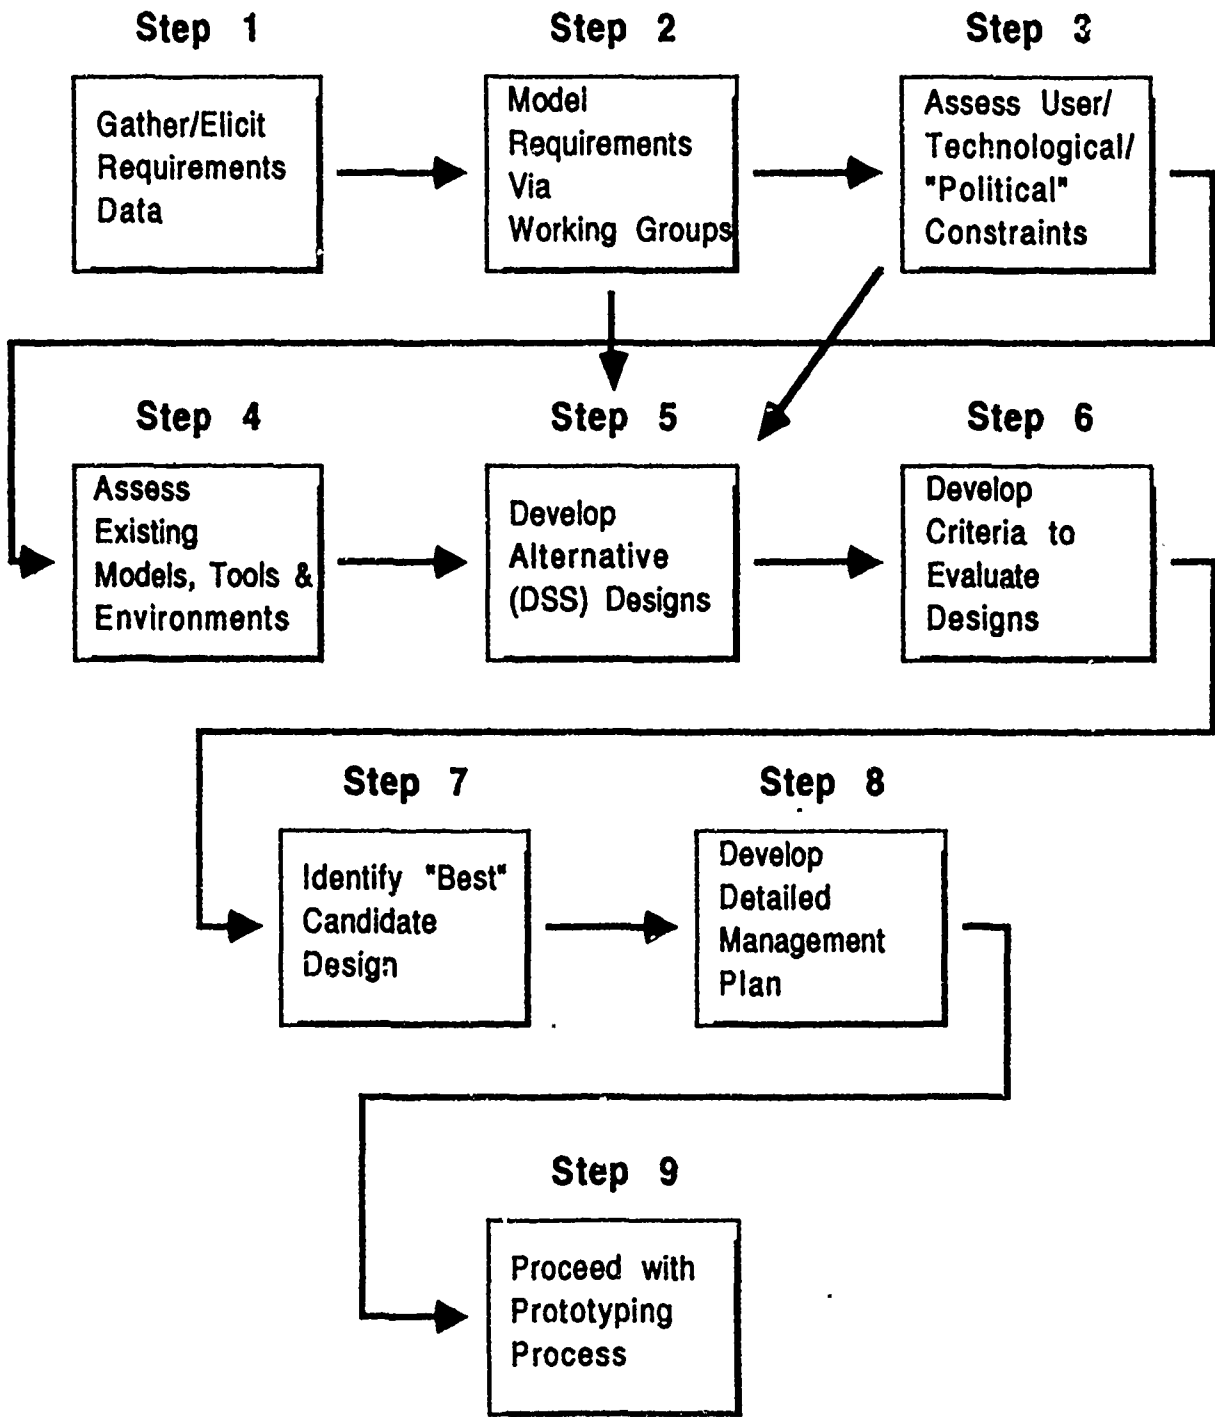 Step 1
Gather/Elicit
Requirements
Data
Step 2
Model
Requirements
Via
Working Groups
Step 3
Assess User/
Technological/
"Political"
Constraints
Step 4
Assess
Existing
Models, Tools &
Environments
Step 5
Develop
Alternative
(DSS) Designs
Step 6
Develop
Criteria to
Evaluate
Designs
Step 7
Identify "Best"
Candidate
Design
Step 8
Develop
Detailed
Management
Plan
Step 9
Proceed with
Prototyping
Process